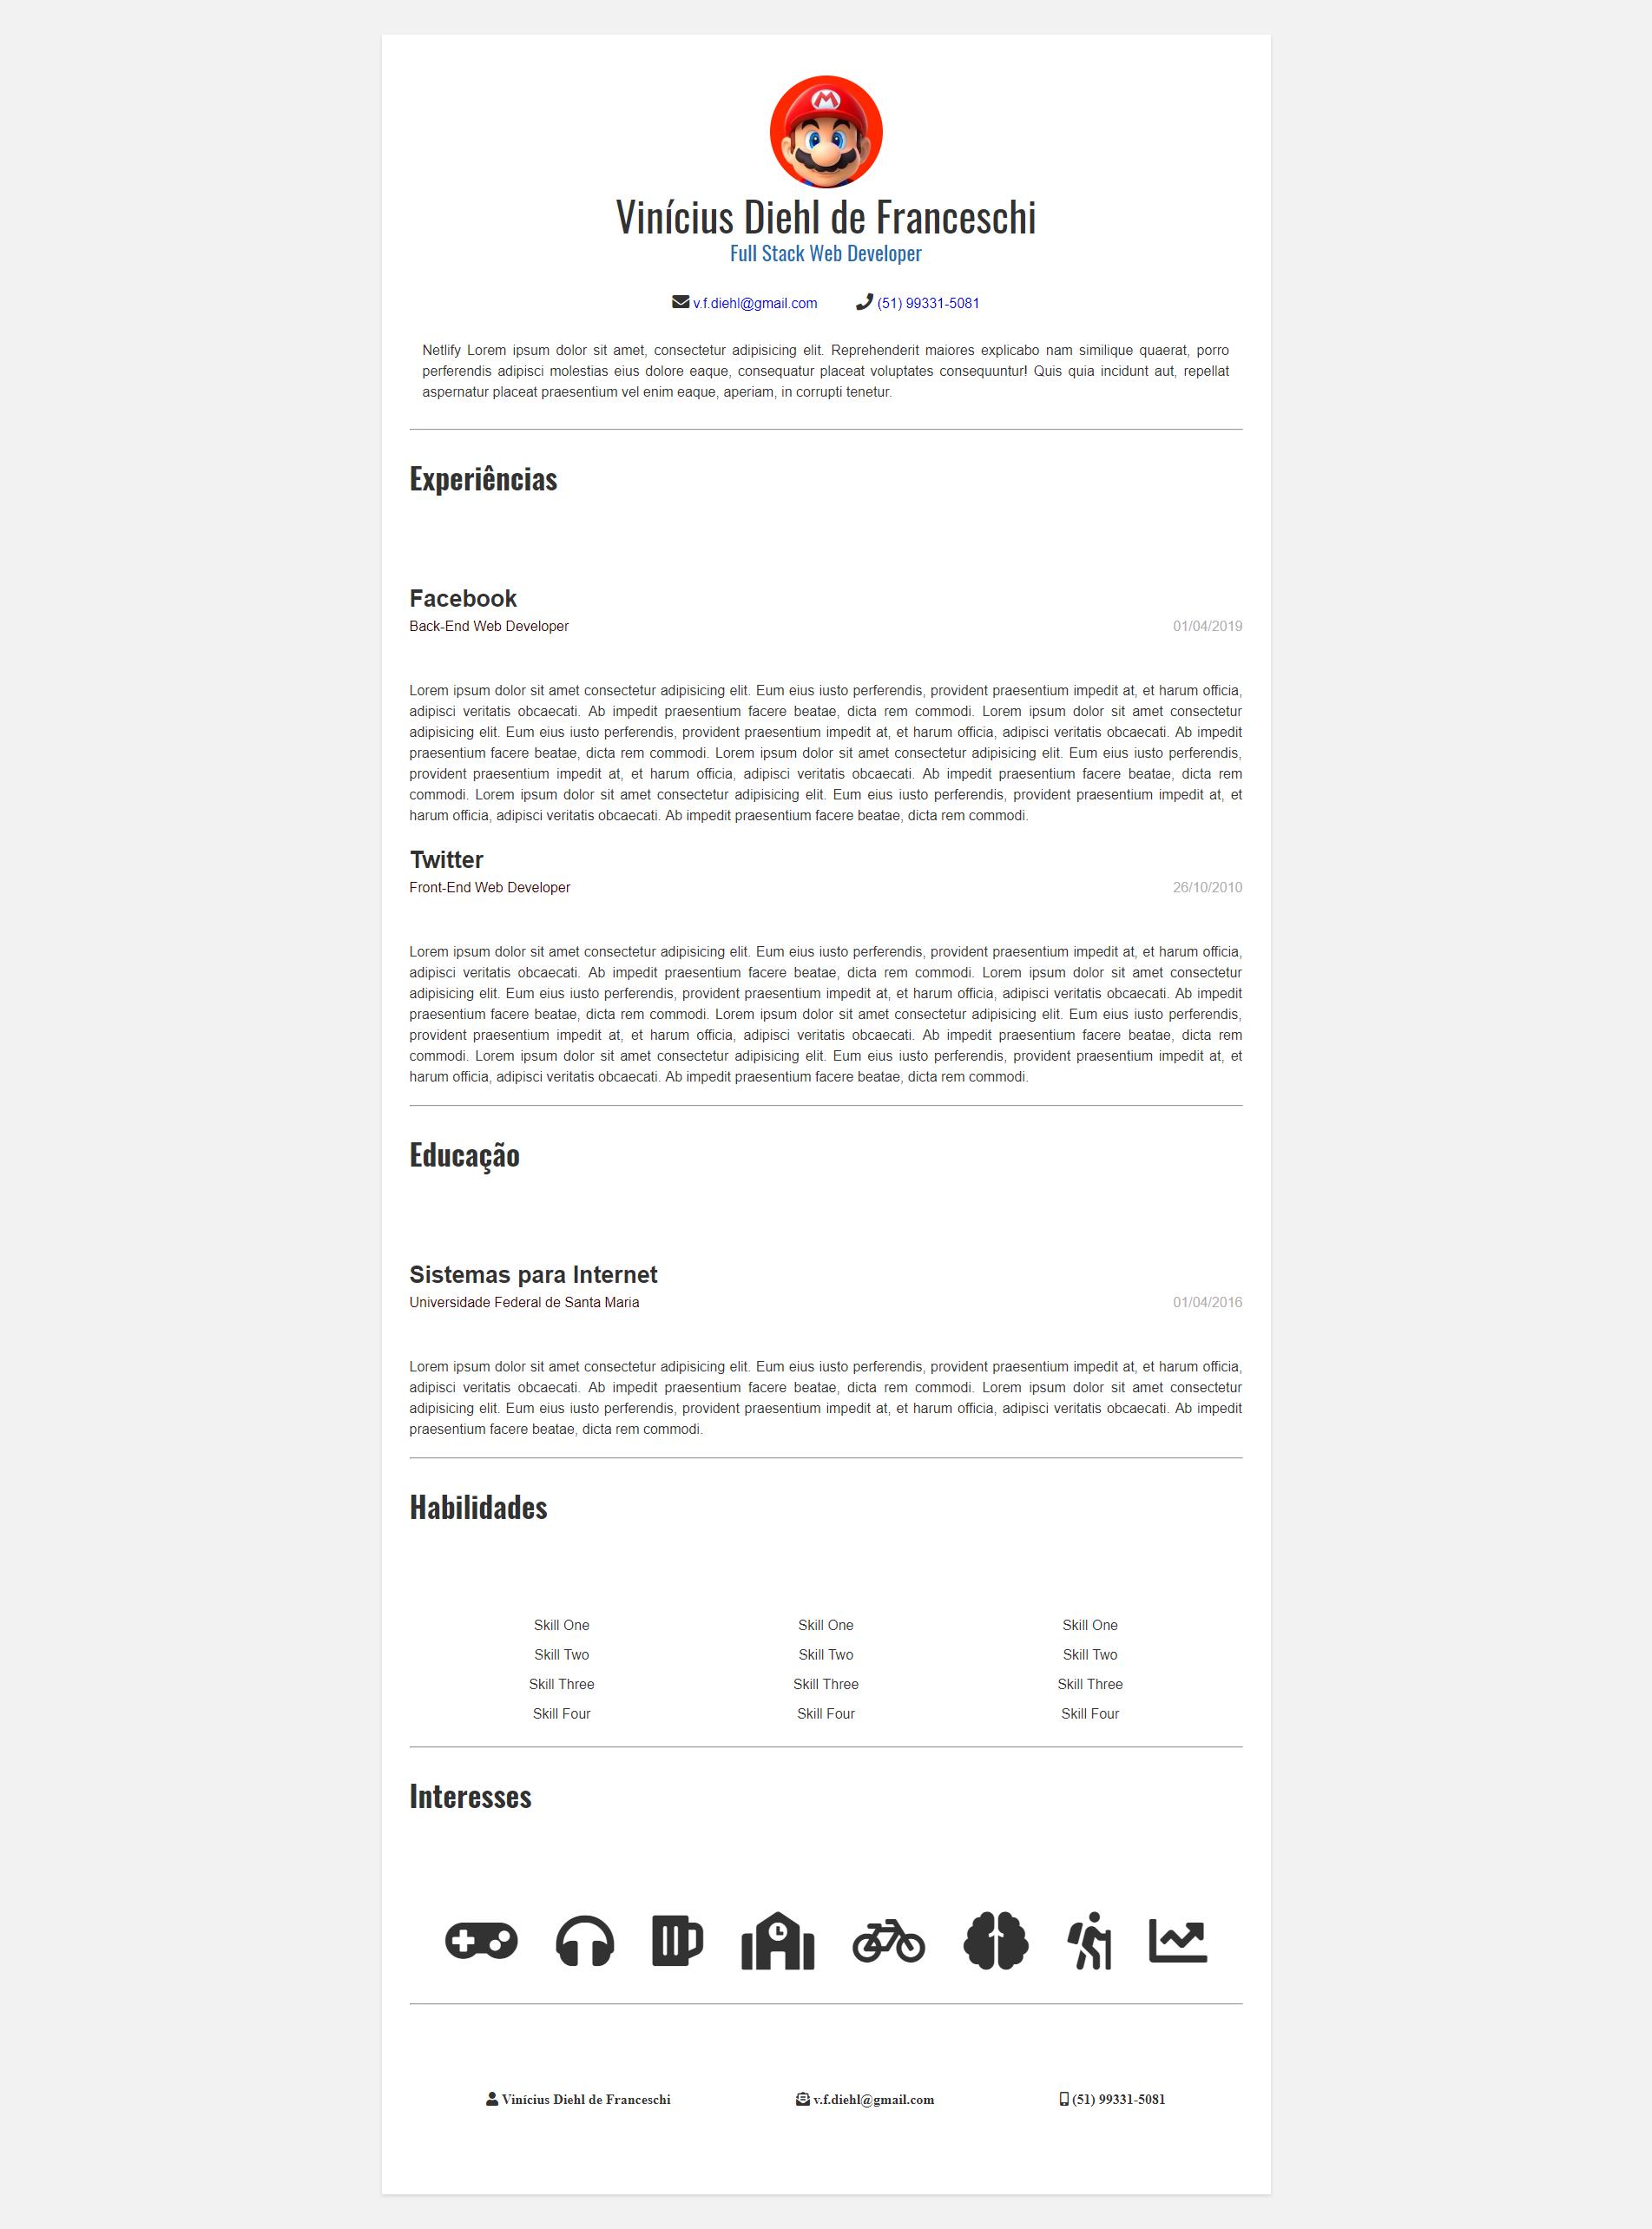 M
Vinícius Diehl de Franceschi
Full Stack Web Developer
v.f.diehl@gmail.com (51) 99331-5081
Netlify Lorem ipsum dolor sit amet, consectetur adipisicing elit. Reprehenderit maiores explicabo nam similique quaerat, porro
perferendis adipisci molestias eius dolore eaque, consequatur placeat voluptates consequuntur! Quis quia incidunt aut, repellat
aspernatur placeat praesentium vel enim eaque, aperiam, in corrupti tenetur.
Experiências
Facebook
Back-End Web Developer 01/04/2019
Lorem ipsum dolor sit amet consectetur adipisicing elit. Eum eius iusto perferendis, provident praesentium impedit at, et harum officia,
adipisci veritatis obcaecati. Ab impedit praesentium facere beatae, dicta rem commodi. Lorem ipsum dolor sit amet consectetur
adipisicing elit. Eum eius iusto perferendis, provident praesentium impedit at, et harum officia, adipisci veritatis obcaecati. Ab impedit
praesentium facere beatae, dicta rem commodi. Lorem ipsum dolor sit amet consectetur adipisicing elit. Eum eius iusto perferendis,
provident praesentium impedit at, et harum officia, adipisci veritatis obcaecati. Ab impedit praesentium facere beatae, dicta rem
commodi. Lorem ipsum dolor sit amet consectetur adipisicing elit. Eum eius iusto perferendis, provident praesentium impedit at, et
harum officia, adipisci veritatis obcaecati. Ab impedit praesentium facere beatae, dicta rem commodi.
Twitter
Front-End Web Developer 26/10/2010
Lorem ipsum dolor sit amet consectetur adipisicing elit. Eum eius iusto perferendis, provident praesentium impedit at, et harum officia,
adipisci veritatis obcaecati. Ab impedit praesentium facere beatae, dicta rem commodi. Lorem ipsum dolor sit amet consectetur
adipisicing elit. Eum eius iusto perferendis, provident praesentium impedit at, et harum officia, adipisci veritatis obcaecati. Ab impedit
praesentium facere beatae, dicta rem commodi. Lorem ipsum dolor sit amet consectetur adipisicing elit. Eum eius iusto perferendis,
provident praesentium impedit at, et harum officia, adipisci veritatis obcaecati. Ab impedit praesentium facere beatae, dicta rem
commodi. Lorem ipsum dolor sit amet consectetur adipisicing elit. Eum eius iusto perferendis, provident praesentium impedit at, et
harum officia, adipisci veritatis obcaecati. Ab impedit praesentium facere beatae, dicta rem commodi.
Educação
Sistemas para Internet
Universidade Federal de Santa Maria 01/04/2016
Lorem ipsum dolor sit amet consectetur adipisicing elit. Eum eius iusto perferendis, provident praesentium impedit at, et harum officia,
adipisci veritatis obcaecati. Ab impedit praesentium facere beatae, dicta rem commodi. Lorem ipsum dolor sit amet consectetur
adipisicing elit. Eum eius iusto perferendis, provident praesentium impedit at, et harum officia, adipisci veritatis obcaecati. Ab impedit
praesentium facere beatae, dicta rem commodi.
Habilidades
Skill One Skill One Skill One
Skill Two Skill Two Skill Two
Skill Three Skill Three Skill Three
Skill Four Skill Four Skill Four
Interesses
Vinícius Diehl de Franceschi v.f.diehl@gmail.com (51) 99331-5081